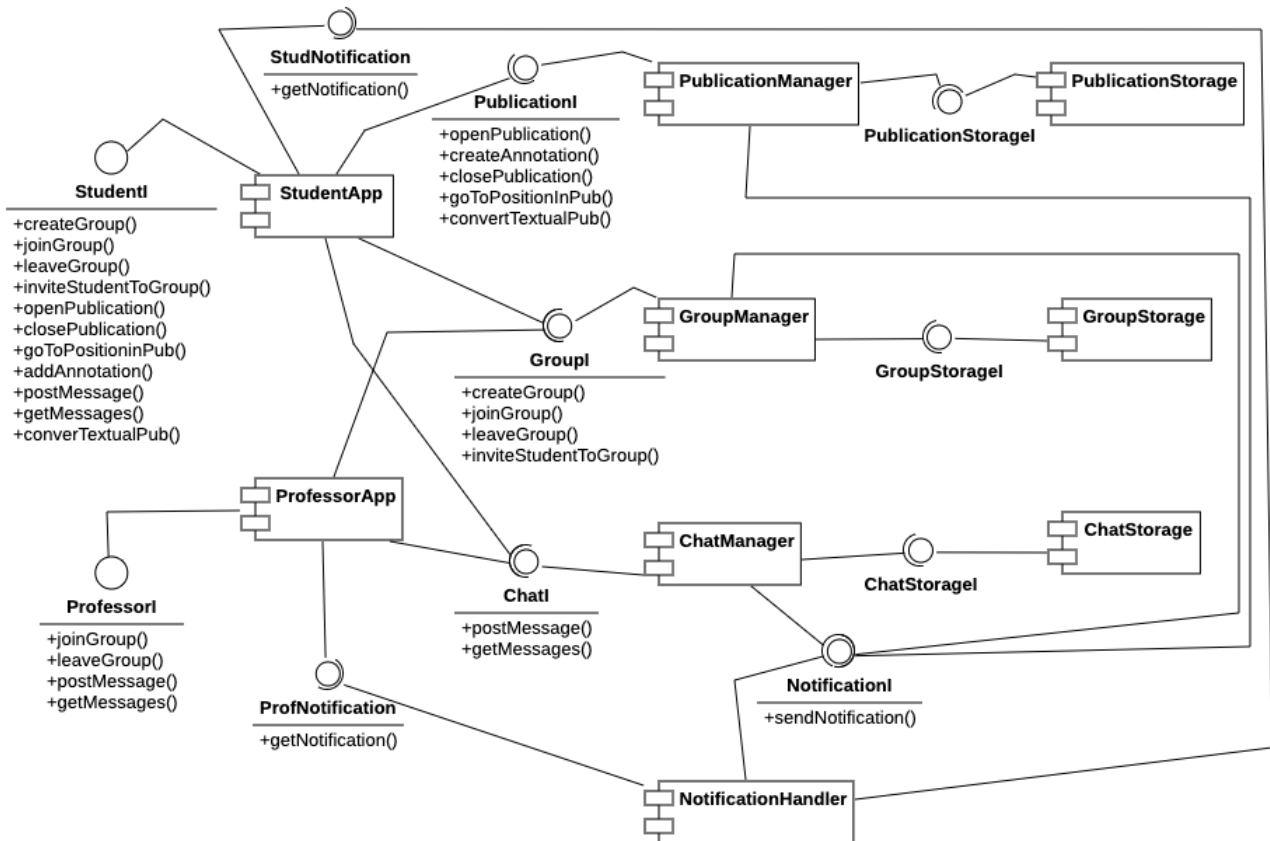 StudNotification
+getNotification()
PublicationI
+openPublication()
+createAnnotation()
+closePublication()
+goToPositionInPub()
+convertTextualPub()
PublicationManager
PublicationStorageI
PublicationStorage
StudentI
+createGroup()
+joinGroup()
+leaveGroup()
+inviteStudentToGroup()
+openPublication()
+closePublication()
+goToPositioninPub()
+addAnnotation()
+postMessage()
+getMessages()
+converTextualPub()
StudentApp
GroupI
+createGroup()
+joinGroup()
+leaveGroup()
+inviteStudentToGroup()
GroupManager
GroupStorageI
GroupStorage
ProfessorApp
ProfessorI
+joinGroup()
+leaveGroup()
+postMessage()
+getMessages()
ChatI
+postMessage()
+getMessages()
ChatManager
ChatStorageI
ChatStorage
ProfNotification
+getNotification()
NotificationI
+sendNotification()
NotificationHandler